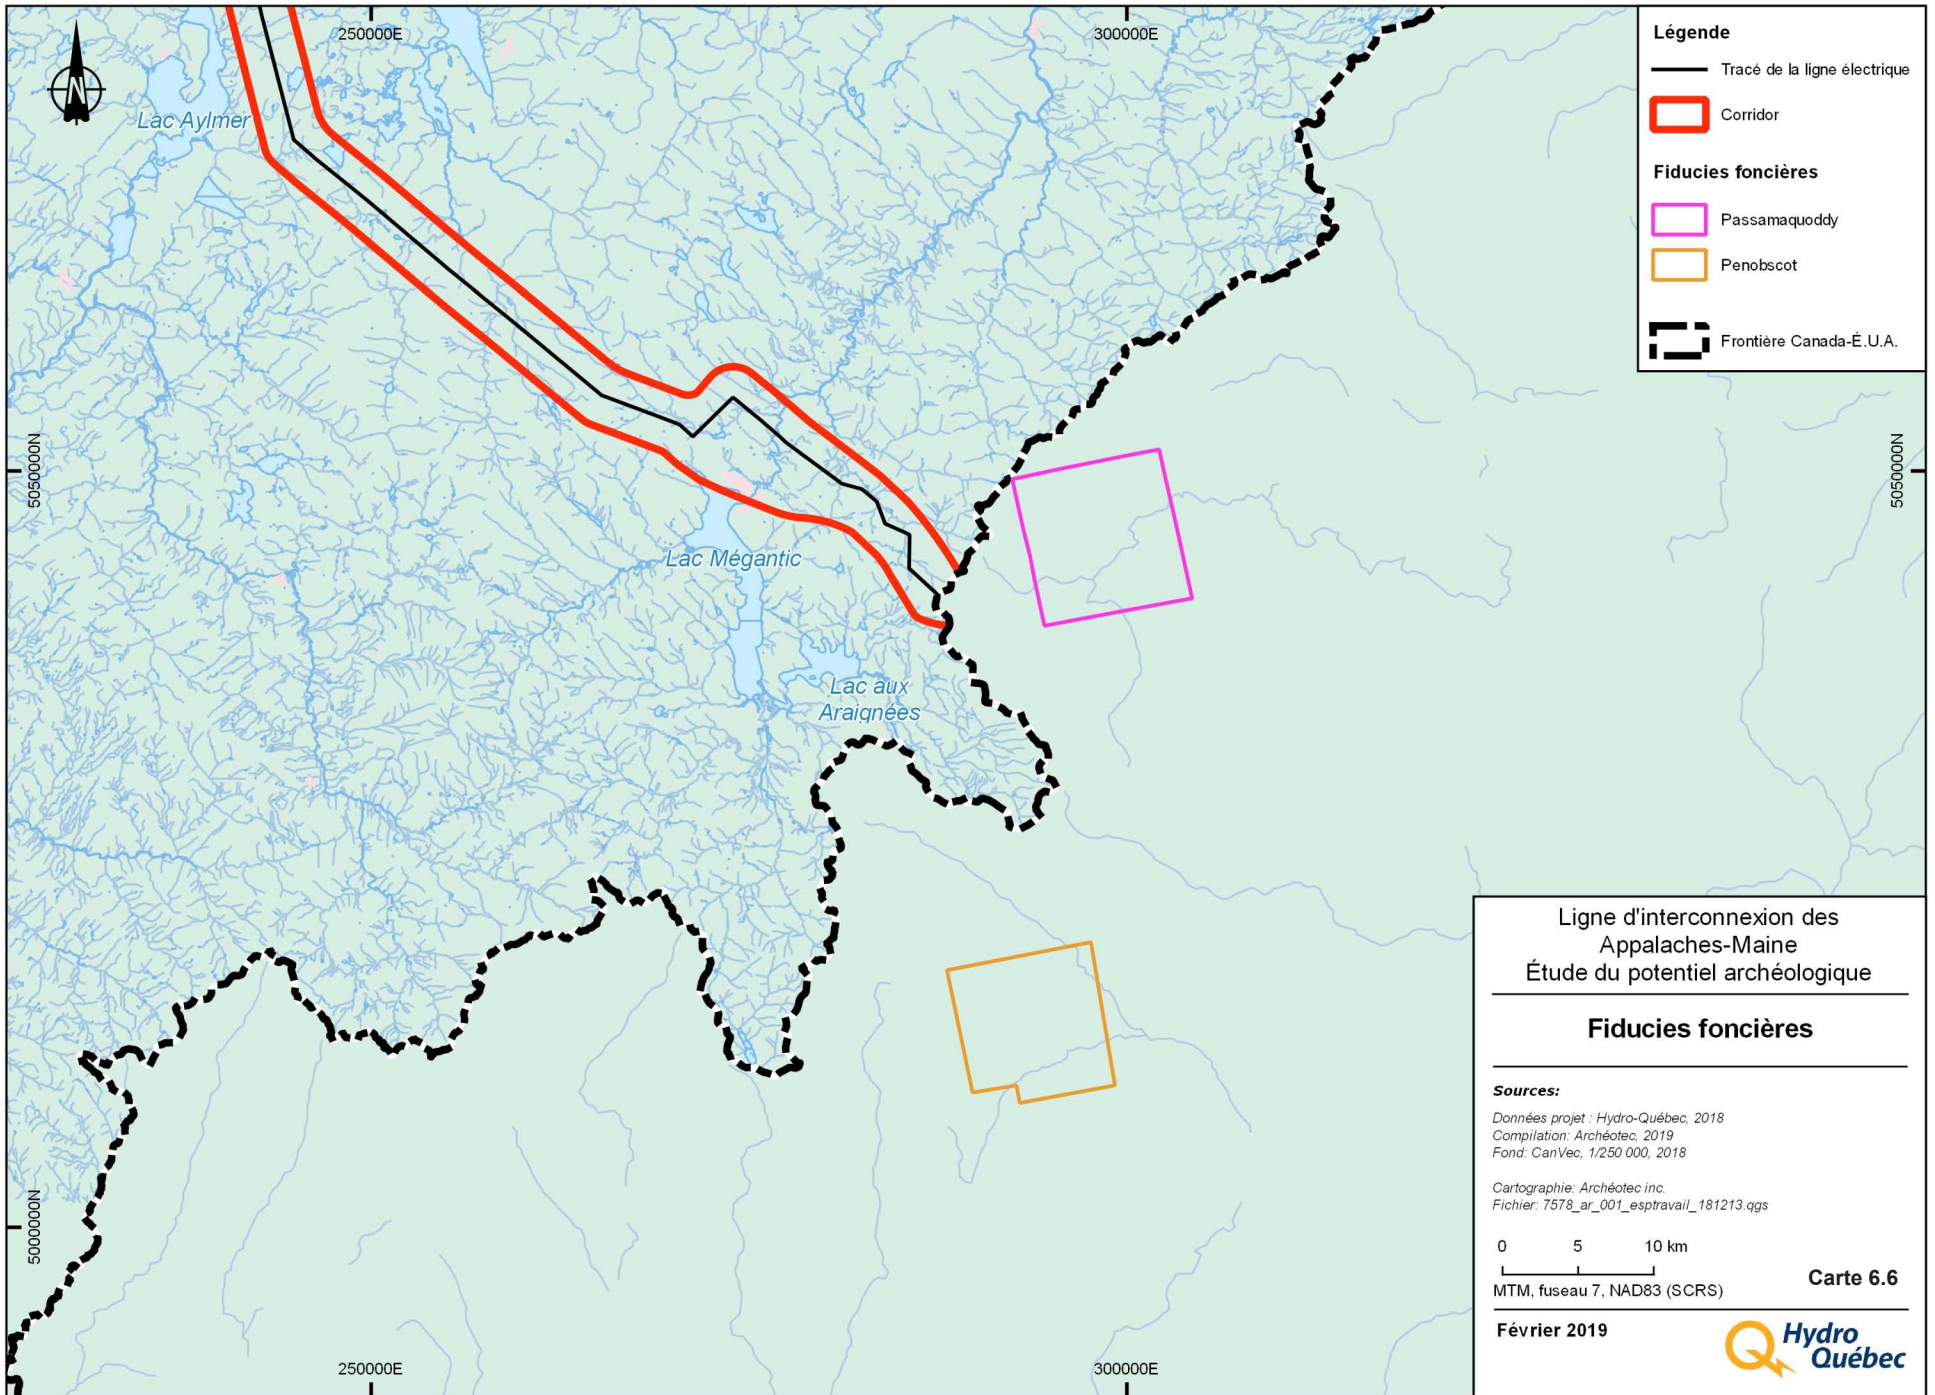 250000E
300000E
N
Lac Aylmer
5050000N
5050000N
Lac Mégantic
Lac aux
Araignées
5000000N
250000E
300000E
Légende
Tracé de la ligne électrique
Corridor
Fiducies foncières
Passamaquoddy
Penobscot
Frontière Canada-É.U.A.
Ligne d'interconnexion des
Appalaches-Maine
Étude du potentiel archéologique
Fiducies foncières
Sources:
Données projet : Hydro-Québec, 2018
Compilation: Archéotec, 2019
Fond: CanVec, 1/250 000, 2018
Cartographie: Archéotec inc.
Fichier: 7578_ar_001_esptravail_181213.qgs
0 5 10 km
MTM, fuseau 7, NAD83 (SCRS)
Carte 6.6
Février 2019
Hydro
Québec